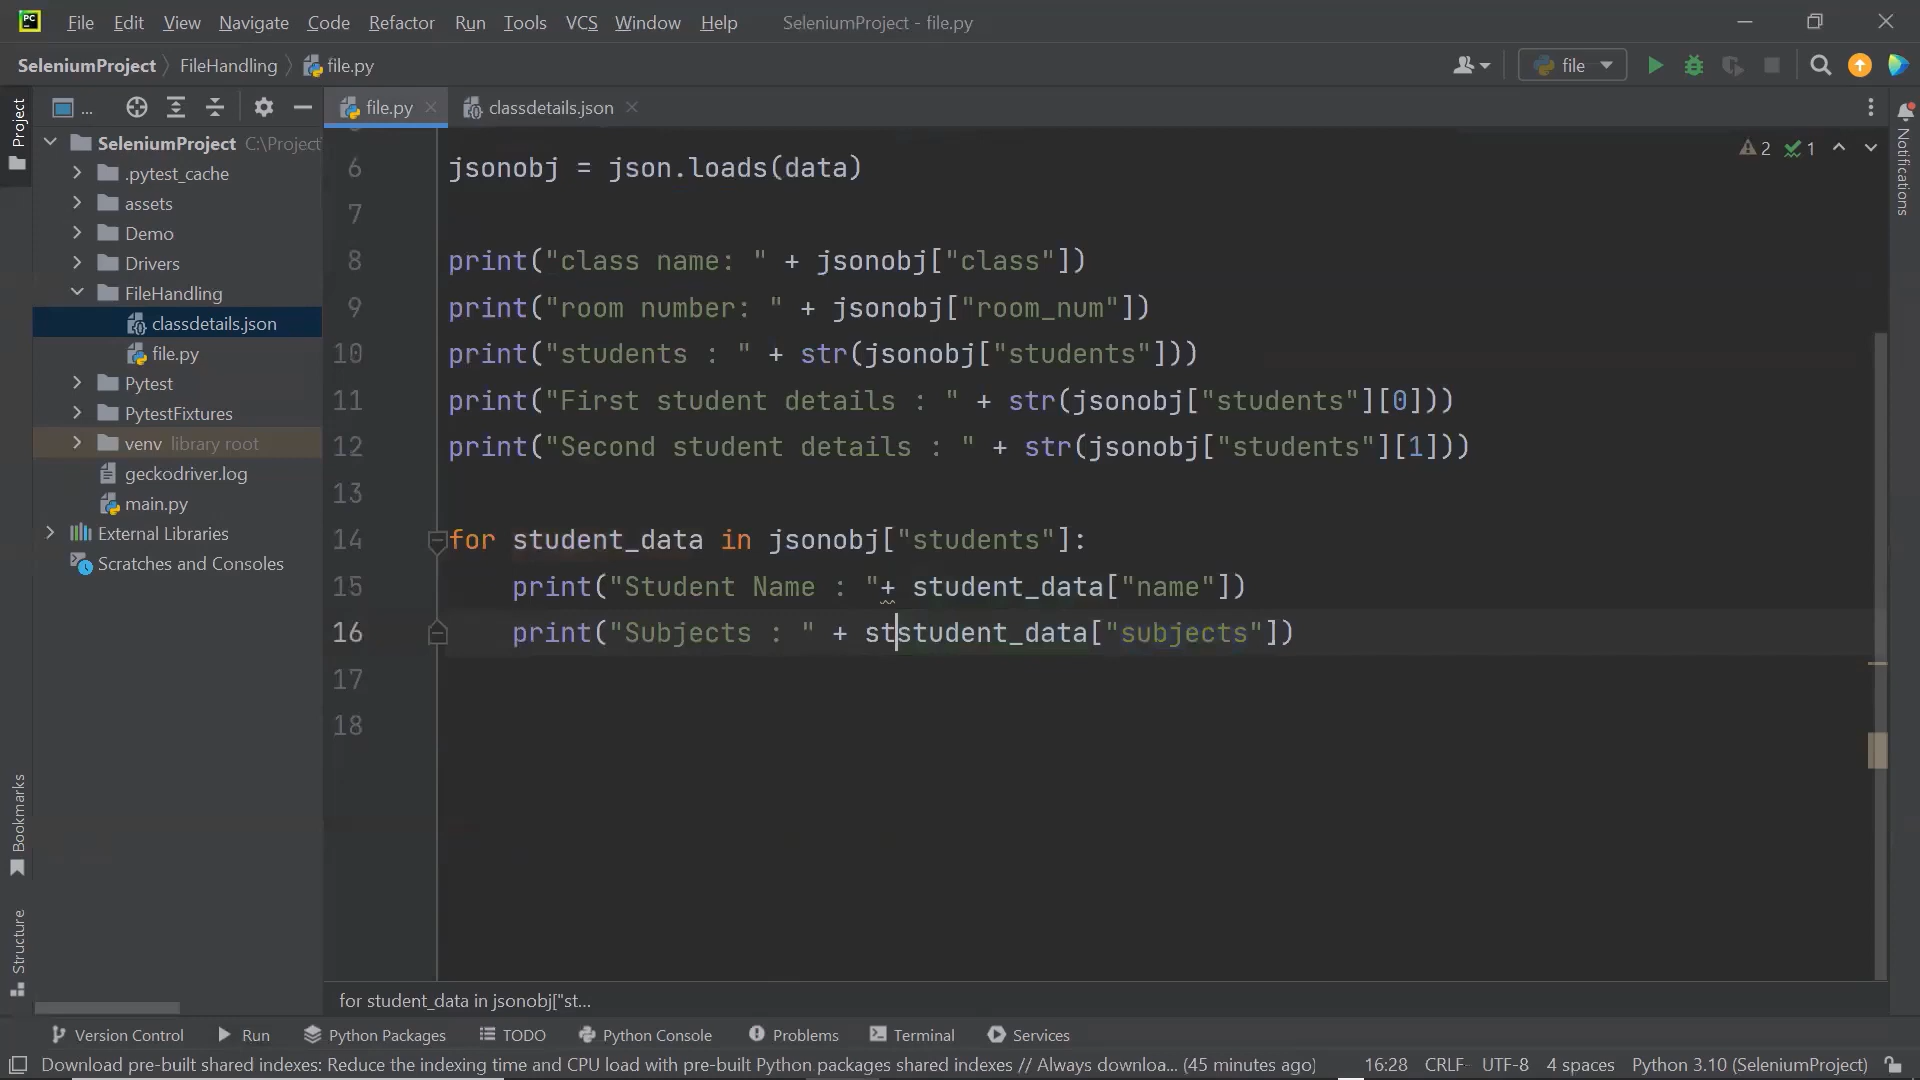 PC File Edit View Navigate Code Refactor Run Tools VCS Window Help SeleniumProject - file.py
SeleniumProject FileHandling file.py file
Project ... file.py classdetails.json
SeleniumProject C:\Project
.pytest_cache
assets
Demo
Drivers
FileHandling
classdetails.json
file.py
Pytest
PytestFixtures
venv library root
geckodriver.log
main.py
External Libraries
Scratches and Consoles
2 1
6 jsonobj = json.loads(data)
7
8 print("class name: " + jsonobj["class"])
9 print("room number: " + jsonobj["room_num"])
10 print("students : " + str(jsonobj["students"]))
11 print("First student details : " + str(jsonobj["students"][0]))
12 print("Second student details : " + str(jsonobj["students"][1]))
13
14 for student_data in jsonobj["students"]:
15 print("Student Name : "+ student_data["name"])
16 print("Subjects : " + ststudent_data["subjects"])
17
18
Notifications
Bookmarks
Structure
for student_data in jsonobj["st...
Version Control Run Python Packages TODO Python Console Problems Terminal Services
Download pre-built shared indexes: Reduce the indexing time and CPU load with pre-built Python packages shared indexes // Always downloa... (45 minutes ago) 16:28 CRLF UTF-8 4 spaces Python 3.10 (SeleniumProject)